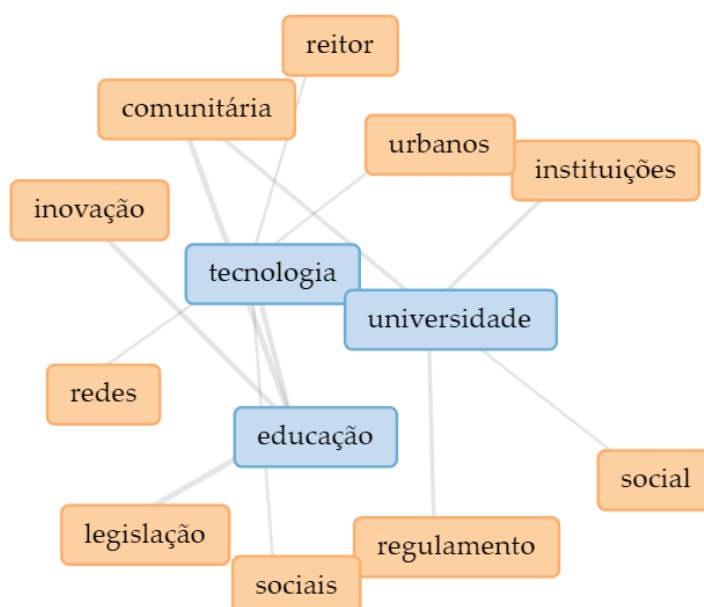 reitor
comunitária
urbanos
instituições
inovação
tecnologia
universidade
redes
educação
social
legislação
regulamento
sociais